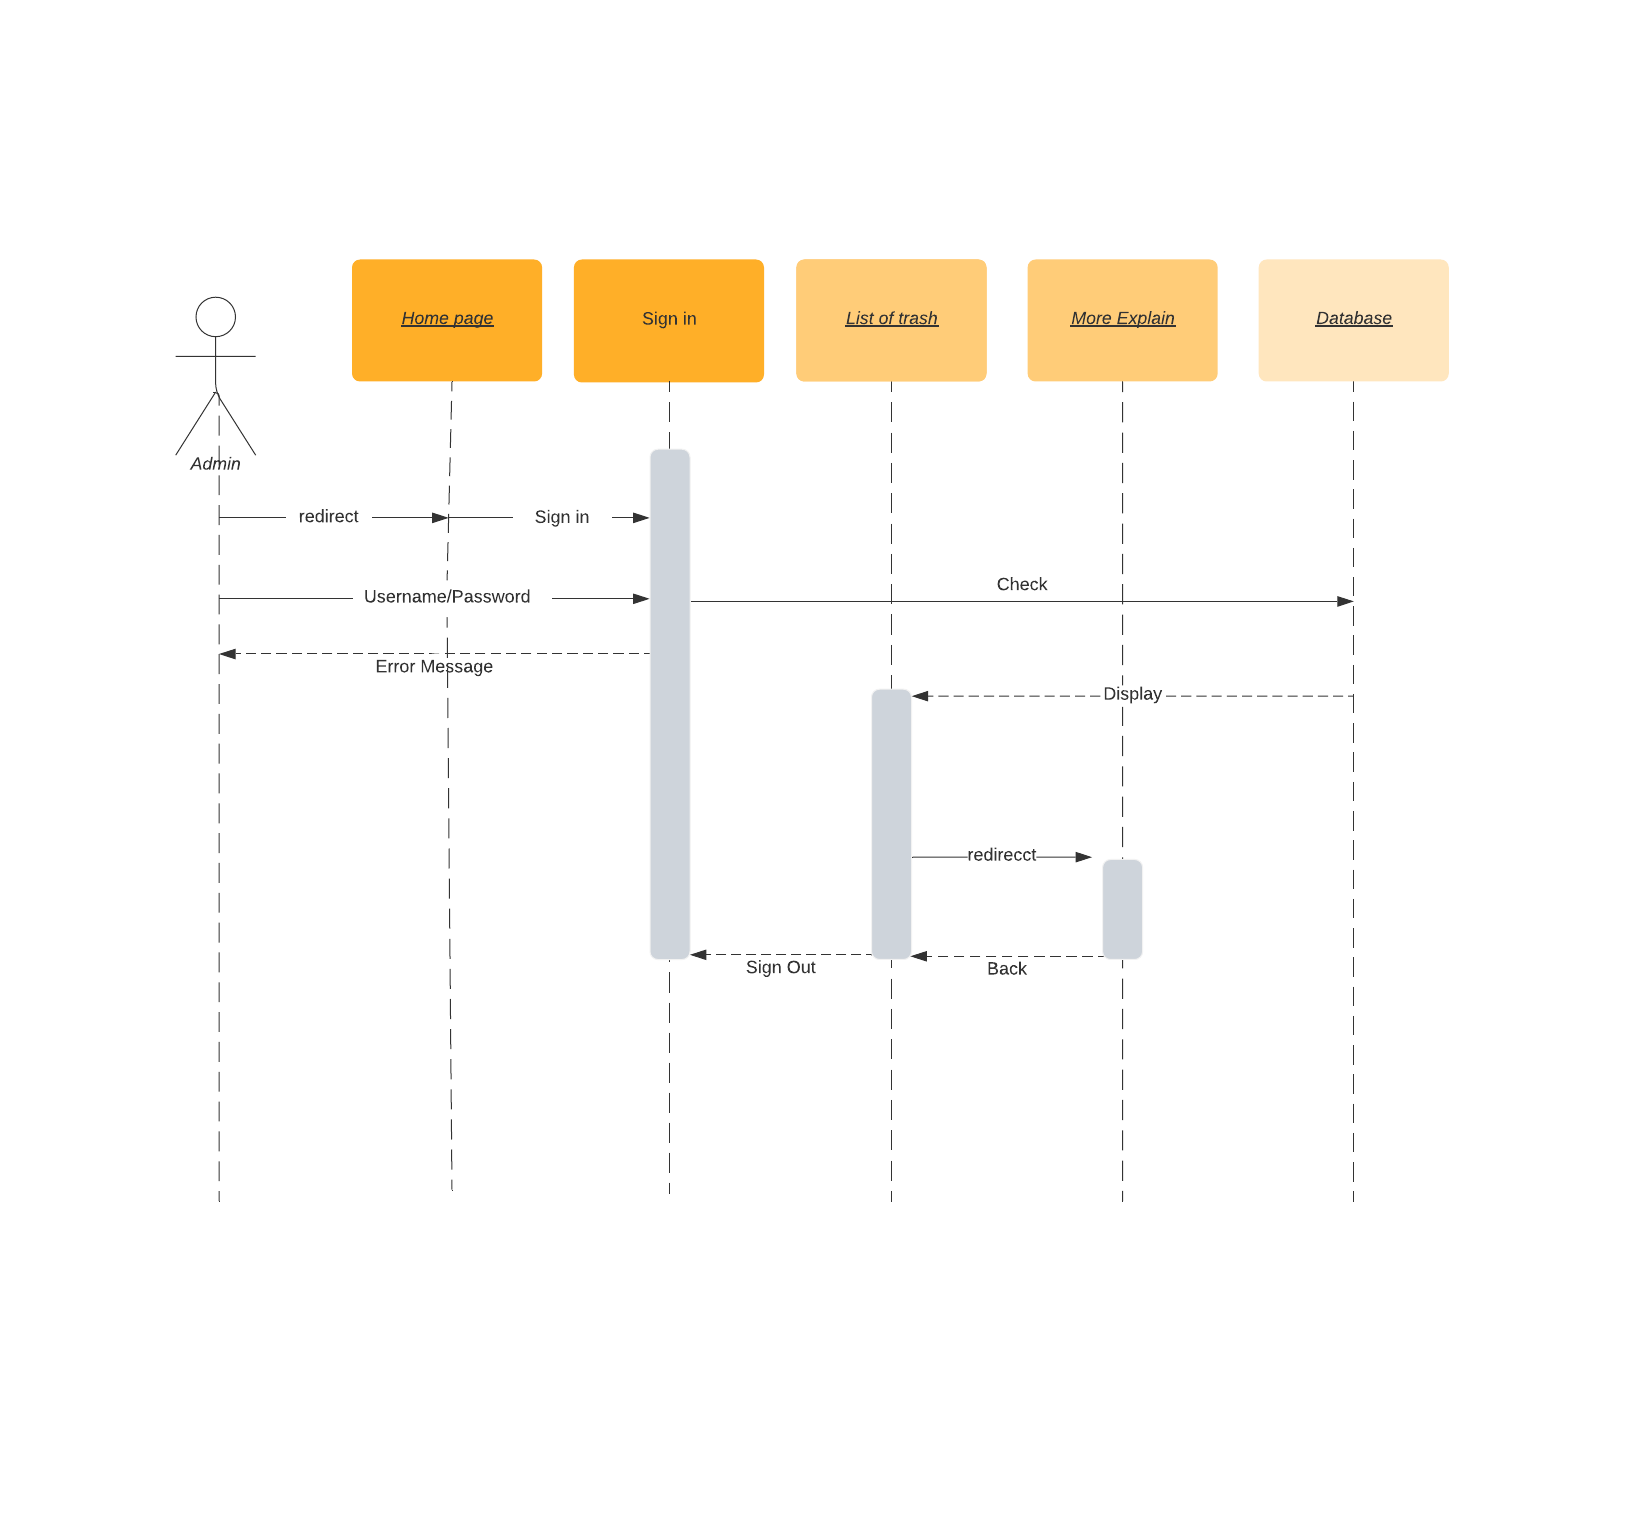 Home page
Sign in
List of trash
More Explain
Database
Admin
redirect
Sign in
Check
Username/Password
Error Message
Display
redirecct
Sign Out
Back